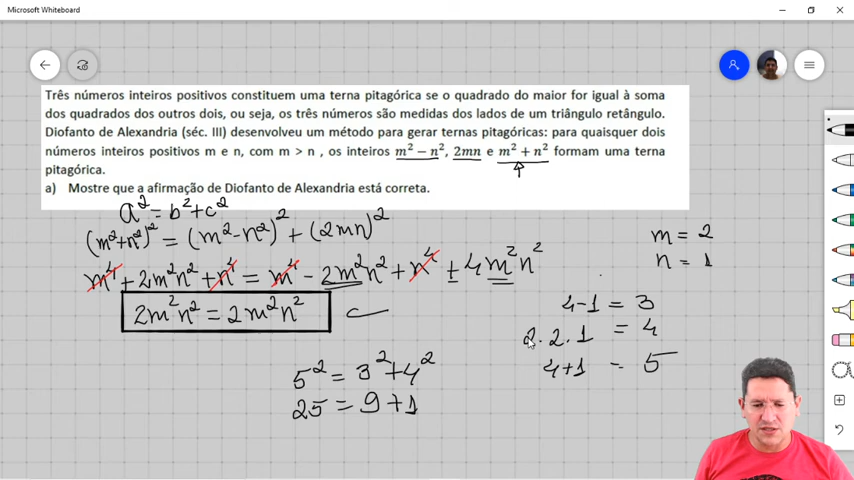 Microsoft Whiteboard
Três números inteiros positivos constituem uma terna pitagórica se o quadrado do maior for igual à soma
dos quadrados dos outros dois, ou seja, os três números são medidas dos lados de um triângulo retângulo.
Diofanto de Alexandria (séc. III) desenvolveu um método para gerar ternas pitagóricas: para quaisquer dois
números inteiros positivos m e n, com m > n , os inteiros m² − n², 2mn e m² + n² formam uma terna
pitagórica.
a) Mostre que a afirmação de Diofanto de Alexandria está correta.
a² = b² + c²
(m²+n²)² = (m²-n²)² + (2mn)²
m⁴ + 2m²n² + n⁴ = m⁴ - 2m²n² + n⁴ ± 4m²n²
2m²n² = 2m²n²
5² = 3² + 4²
25 = 9 + 1
m = 2
n = 1
4-1 = 3
2.2.1 = 4
4+1 = 5